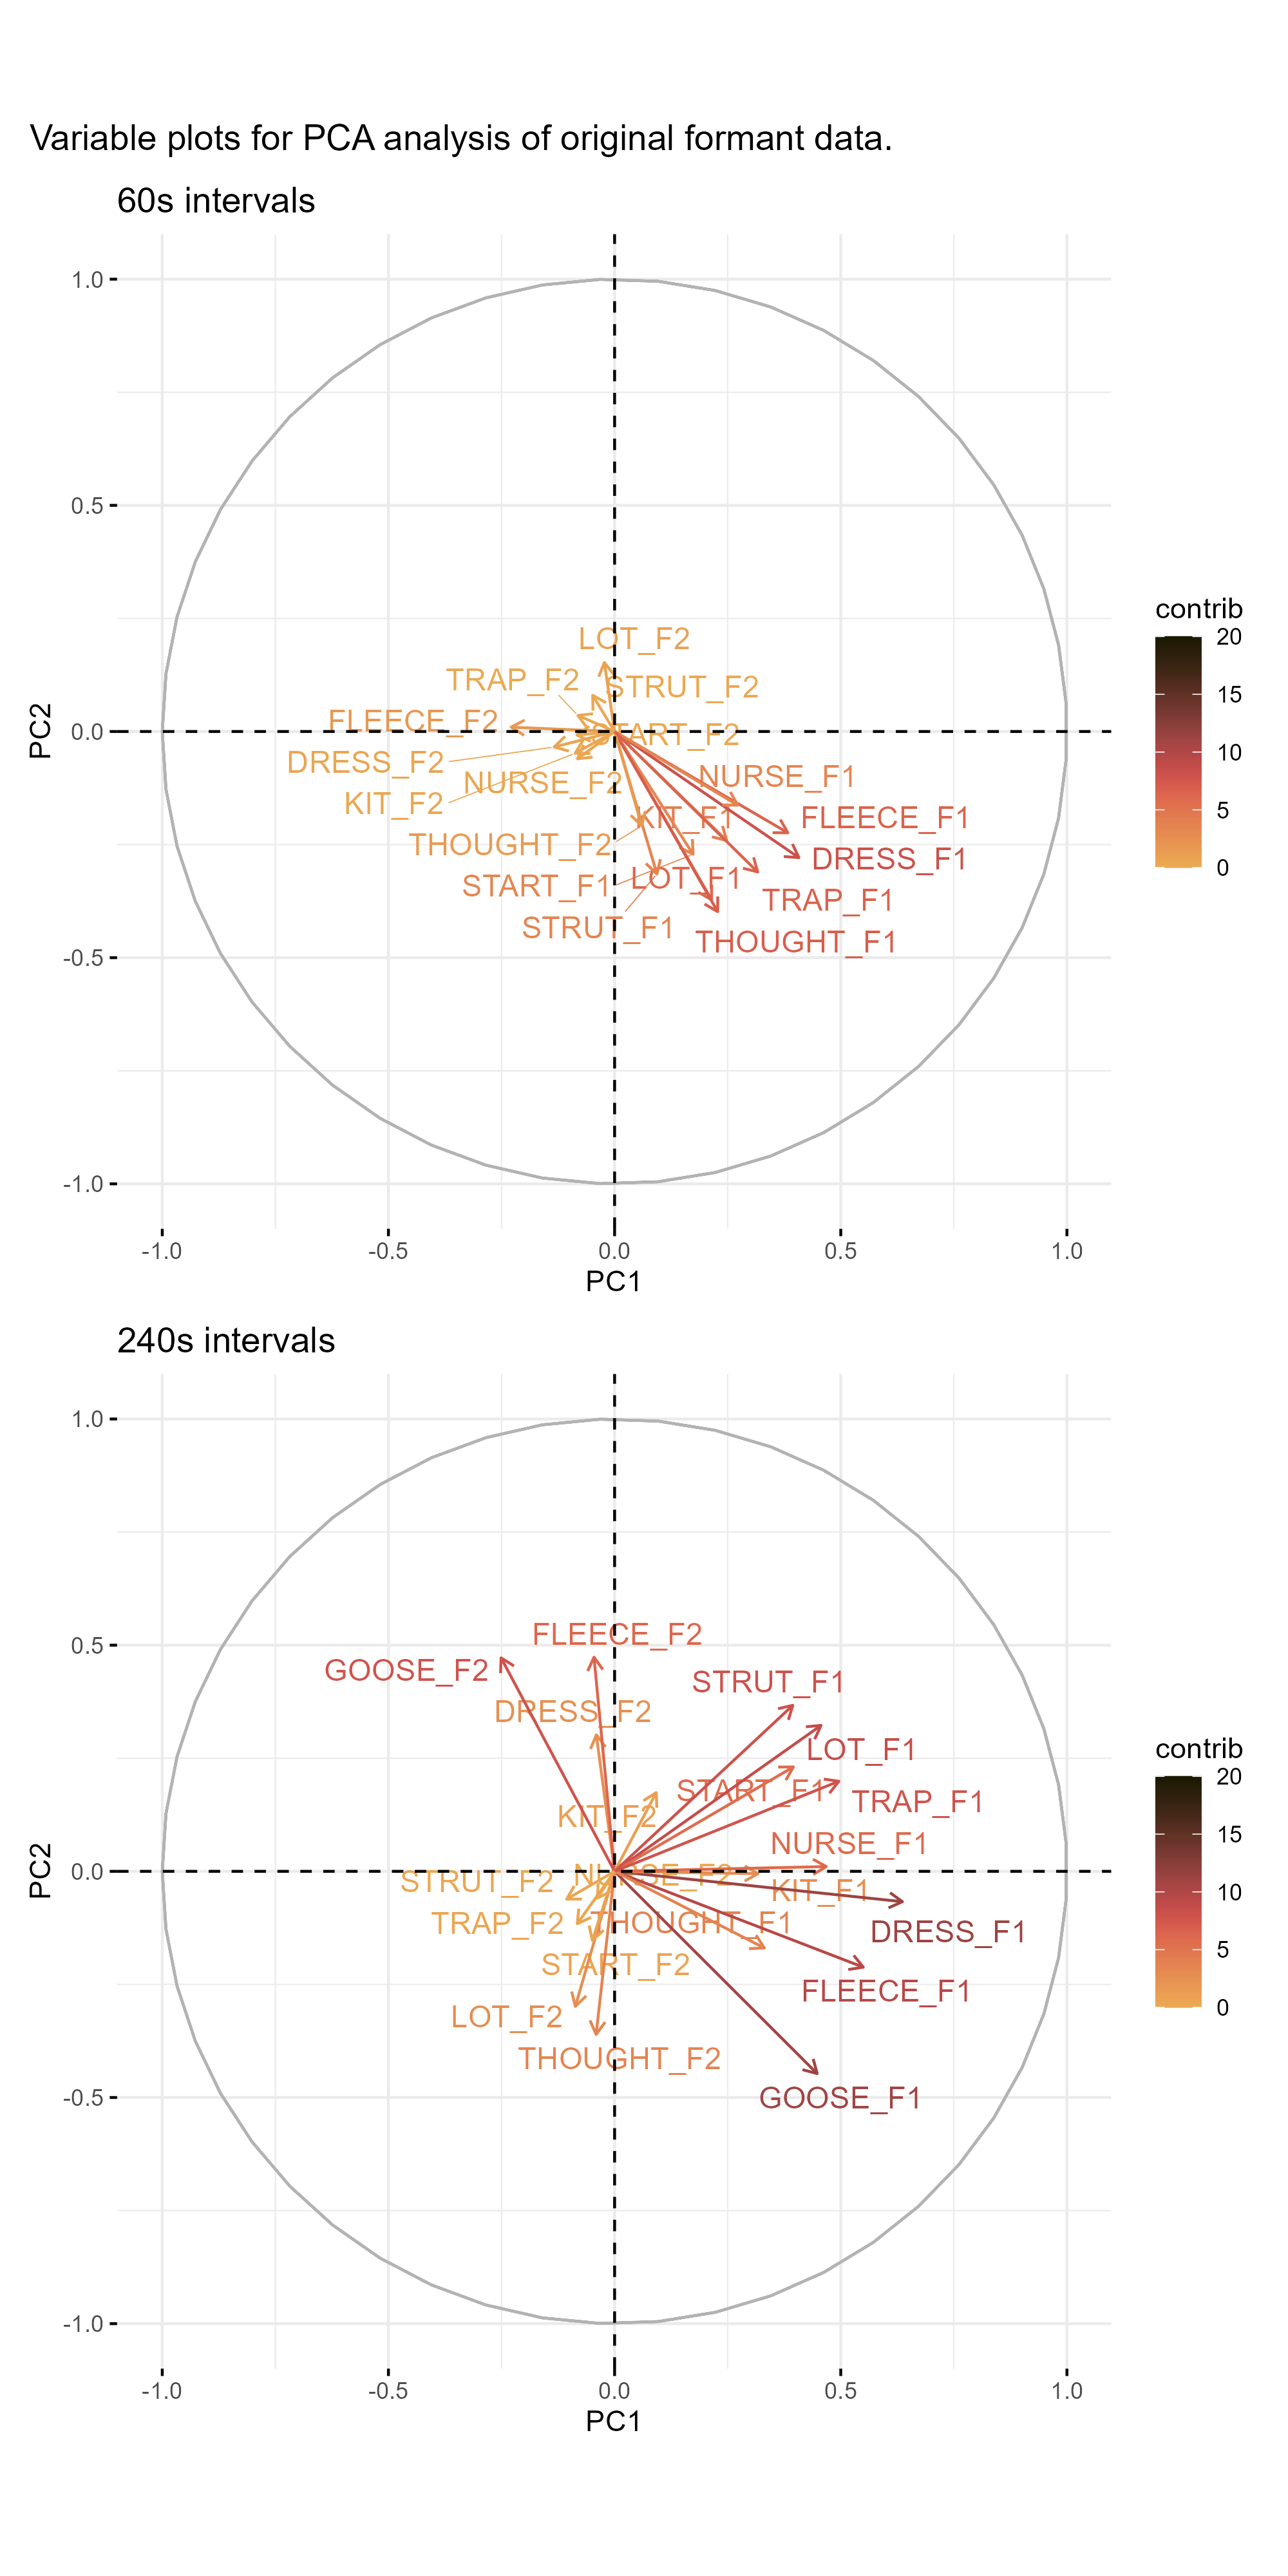 Variable plots for PCA analysis of original formant data.
60s intervals
1.0
0.5
0.0
-0.5
-1.0
PC2
LOT_F2
TRAP_F2
STRUT_F2
FLEECE_F2
START_F2
DRESS_F2
NURSE_F2
NURSE_F1
KIT_F2
KIT_F1
FLEECE_F1
THOUGHT_F2
DRESS_F1
START_F1
LOT_F1
TRAP_F1
STRUT_F1
THOUGHT_F1
-1.0
-0.5
0.0
0.5
1.0
PC1
contrib
20
15
10
5
0
240s intervals
1.0
0.5
0.0
-0.5
-1.0
PC2
FLEECE_F2
GOOSE_F2
STRUT_F1
DRESS_F2
LOT_F1
START_F1
TRAP_F1
KIT_F2
NURSE_F1
NURSE_F2
STRUT_F2
KIT_F1
TRAP_F2
THOUGHT_F1
DRESS_F1
START_F2
FLEECE_F1
LOT_F2
THOUGHT_F2
GOOSE_F1
-1.0
-0.5
0.0
0.5
1.0
PC1
contrib
20
15
10
5
0